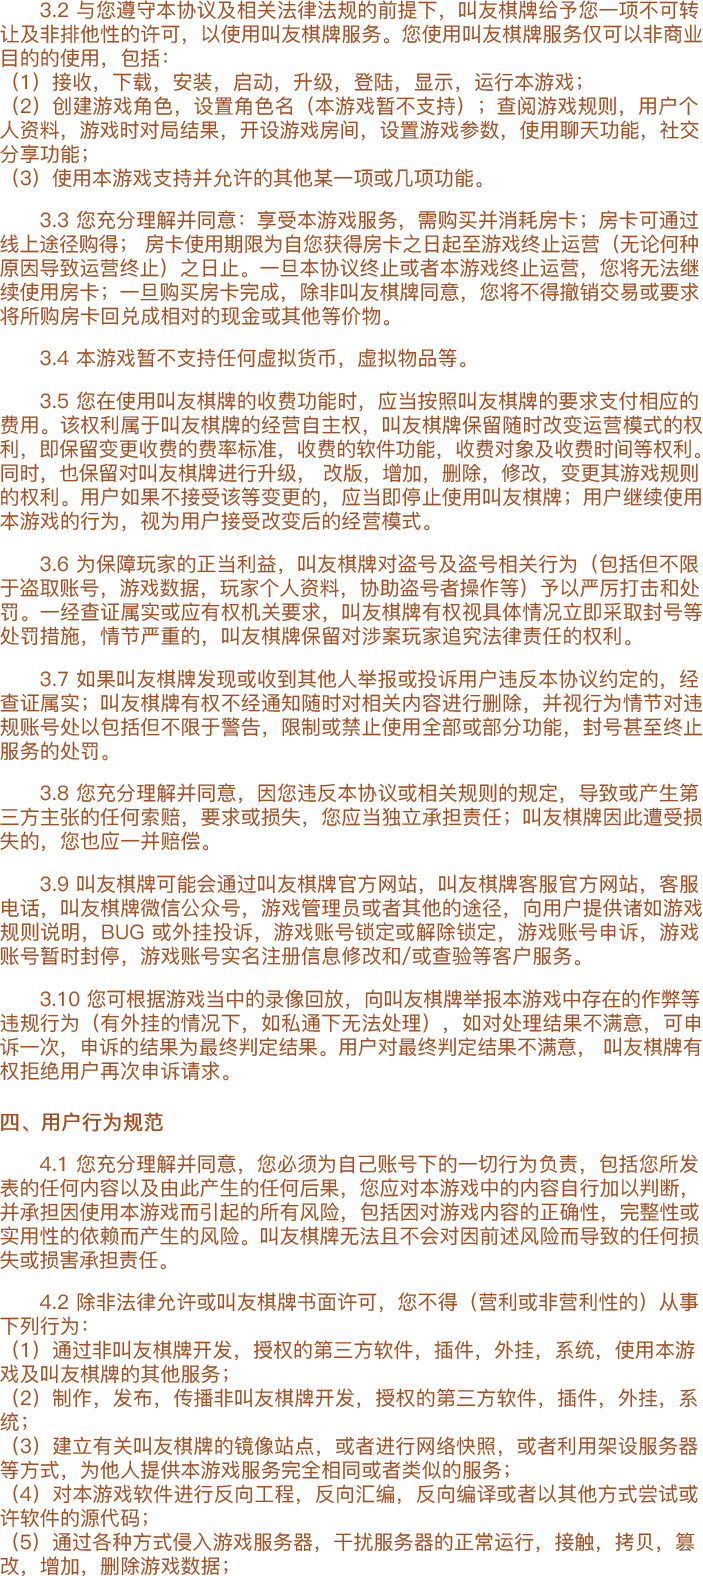 3.2 与您遵守本协议及相关法律法规的前提下，叫友棋牌给予您一项不可转
让及非排他性的许可，以使用叫友棋牌服务。您使用叫友棋牌服务仅可以非商业
目的的使用，包括：
（1）接收，下载，安装，启动，升级，登陆，显示，运行本游戏；
（2）创建游戏角色，设置角色名（本游戏暂不支持）；查阅游戏规则，用户个
人资料，游戏时对局结果，开设游戏房间，设置游戏参数，使用聊天功能，社交
分享功能；
（3）使用本游戏支持并允许的其他某一项或几项功能。
3.3 您充分理解并同意：享受本游戏服务，需购买并消耗房卡；房卡可通过
线上途径购得； 房卡使用期限为自您获得房卡之日起至游戏终止运营（无论何种
原因导致运营终止）之日止。一旦本协议终止或者本游戏终止运营，您将无法继
续使用房卡；一旦购买房卡完成，除非叫友棋牌同意，您将不得撤销交易或要求
将所购房卡回兑成相对的现金或其他等价物。
3.4 本游戏暂不支持任何虚拟货币，虚拟物品等。
3.5 您在使用叫友棋牌的收费功能时，应当按照叫友棋牌的要求支付相应的
费用。该权利属于叫友棋牌的经营自主权，叫友棋牌保留随时改变运营模式的权
利，即保留变更收费的费率标准，收费的软件功能，收费对象及收费时间等权利。
同时，也保留对叫友棋牌进行升级， 改版，增加，删除，修改，变更其游戏规则
的权利。用户如果不接受该等变更的，应当即停止使用叫友棋牌；用户继续使用
本游戏的行为，视为用户接受改变后的经营模式。
3.6 为保障玩家的正当利益，叫友棋牌对盗号及盗号相关行为（包括但不限
于盗取账号，游戏数据，玩家个人资料，协助盗号者操作等）予以严厉打击和处
罚。一经查证属实或应有权机关要求，叫友棋牌有权视具体情况立即采取封号等
处罚措施，情节严重的，叫友棋牌保留对涉案玩家追究法律责任的权利。
3.7 如果叫友棋牌发现或收到其他人举报或投诉用户违反本协议约定的，经
查证属实；叫友棋牌有权不经通知随时对相关内容进行删除，并视行为情节对违
规账号处以包括但不限于警告，限制或禁止使用全部或部分功能，封号甚至终止
服务的处罚。
3.8 您充分理解并同意，因您违反本协议或相关规则的规定，导致或产生第
三方主张的任何索赔，要求或损失，您应当独立承担责任；叫友棋牌因此遭受损
失的，您也应一并赔偿。
3.9 叫友棋牌可能会通过叫友棋牌官方网站，叫友棋牌客服官方网站，客服
电话，叫友棋牌微信公众号，游戏管理员或者其他的途径，向用户提供诸如游戏
规则说明，BUG 或外挂投诉，游戏账号锁定或解除锁定，游戏账号申诉，游戏
账号暂时封停，游戏账号实名注册信息修改和/或查验等客户服务。
3.10 您可根据游戏当中的录像回放，向叫友棋牌举报本游戏中存在的作弊等
违规行为（有外挂的情况下，如私通下无法处理），如对处理结果不满意，可申
诉一次，申诉的结果为最终判定结果。用户对最终判定结果不满意， 叫友棋牌有
权拒绝用户再次申诉请求。
四、用户行为规范
4.1 您充分理解并同意，您必须为自己账号下的一切行为负责，包括您所发
表的任何内容以及由此产生的任何后果，您应对本游戏中的内容自行加以判断，
并承担因使用本游戏而引起的所有风险，包括因对游戏内容的正确性，完整性或
实用性的依赖而产生的风险。叫友棋牌无法且不会对因前述风险而导致的任何损
失或损害承担责任。
4.2 除非法律允许或叫友棋牌书面许可，您不得（营利或非营利性的）从事
下列行为：
（1）通过非叫友棋牌开发，授权的第三方软件，插件，外挂，系统，使用本游
戏及叫友棋牌的其他服务；
（2）制作，发布，传播非叫友棋牌开发，授权的第三方软件，插件，外挂，系
统；
（3）建立有关叫友棋牌的镜像站点，或者进行网络快照，或者利用架设服务器
等方式，为他人提供本游戏服务完全相同或者类似的服务；
（4）对本游戏软件进行反向工程，反向汇编，反向编译或者以其他方式尝试或
许软件的源代码；
（5）通过各种方式侵入游戏服务器，干扰服务器的正常运行，接触，拷贝，篡
改，增加，删除游戏数据；